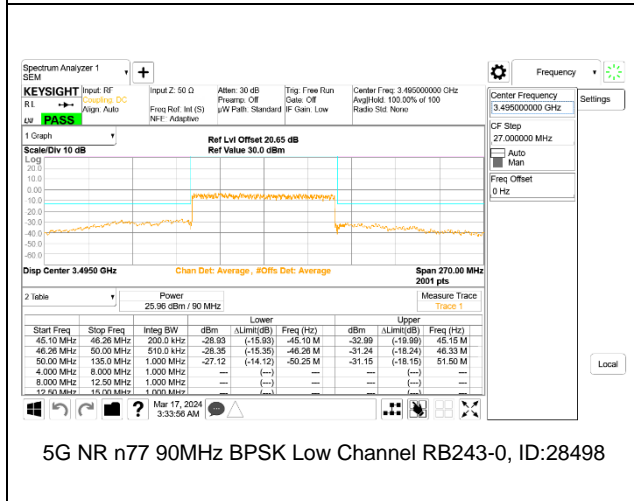 Spectrum Analyzer 1
SEM
+
Frequency
KEYSIGHT
RL
PASS
Input: RF
Coupling: DC
Align: Auto
Input Z: 50 Ω
Freq Ref: Int (S)
NFE: Adaptive
Atten: 30 dB
Preamp: Off
µW Path: Standard
Trig: Free Run
Gate: Off
IF Gain: Low
Center Freq: 3.495000000 GHz
Avg|Hold: 100.00% of 100
Radio Std: None
Center Frequency
3.495000000 GHz
Settings
CF Step
27.000000 MHz
Auto
Man
Freq Offset
0 Hz
1 Graph
Scale/Div 10 dB
Ref Lvl Offset 20.65 dB
Ref Value 30.0 dBm
Log
20.0
10.0
0.00
-10.0
-20.0
-30.0
-40.0
-50.0
-60.0
Disp Center 3.4950 GHz
Chan Det: Average , #Offs Det: Average
Span 270.00 MHz
2001 pts
2 Table
Power
25.96 dBm / 90 MHz
Measure Trace
Trace 1
Lower Upper
Start Freq Stop Freq Integ BW dBm ΔLimit(dB) Freq (Hz) dBm ΔLimit(dB) Freq (Hz)
45.10 MHz 46.26 MHz 200.0 kHz -28.93 (-15.93) -45.10 M -32.99 (-19.99) 45.15 M
46.26 MHz 50.00 MHz 510.0 kHz -28.35 (-15.35) -46.26 M -31.24 (-18.24) 46.33 M
50.00 MHz 135.0 MHz 1.000 MHz -27.12 (-14.12) -50.25 M -31.15 (-18.15) 51.50 M
4.000 MHz 8.000 MHz 1.000 MHz --- (---) --- --- (---) ---
8.000 MHz 12.50 MHz 1.000 MHz --- (---) --- --- (---) ---
12.50 MHz 15.00 MHz 1.000 MHz --- (---) --- --- (---) ---
Local
?
Mar 17, 2024
3:33:56 AM
5G NR n77 90MHz BPSK Low Channel RB243-0, ID:28498